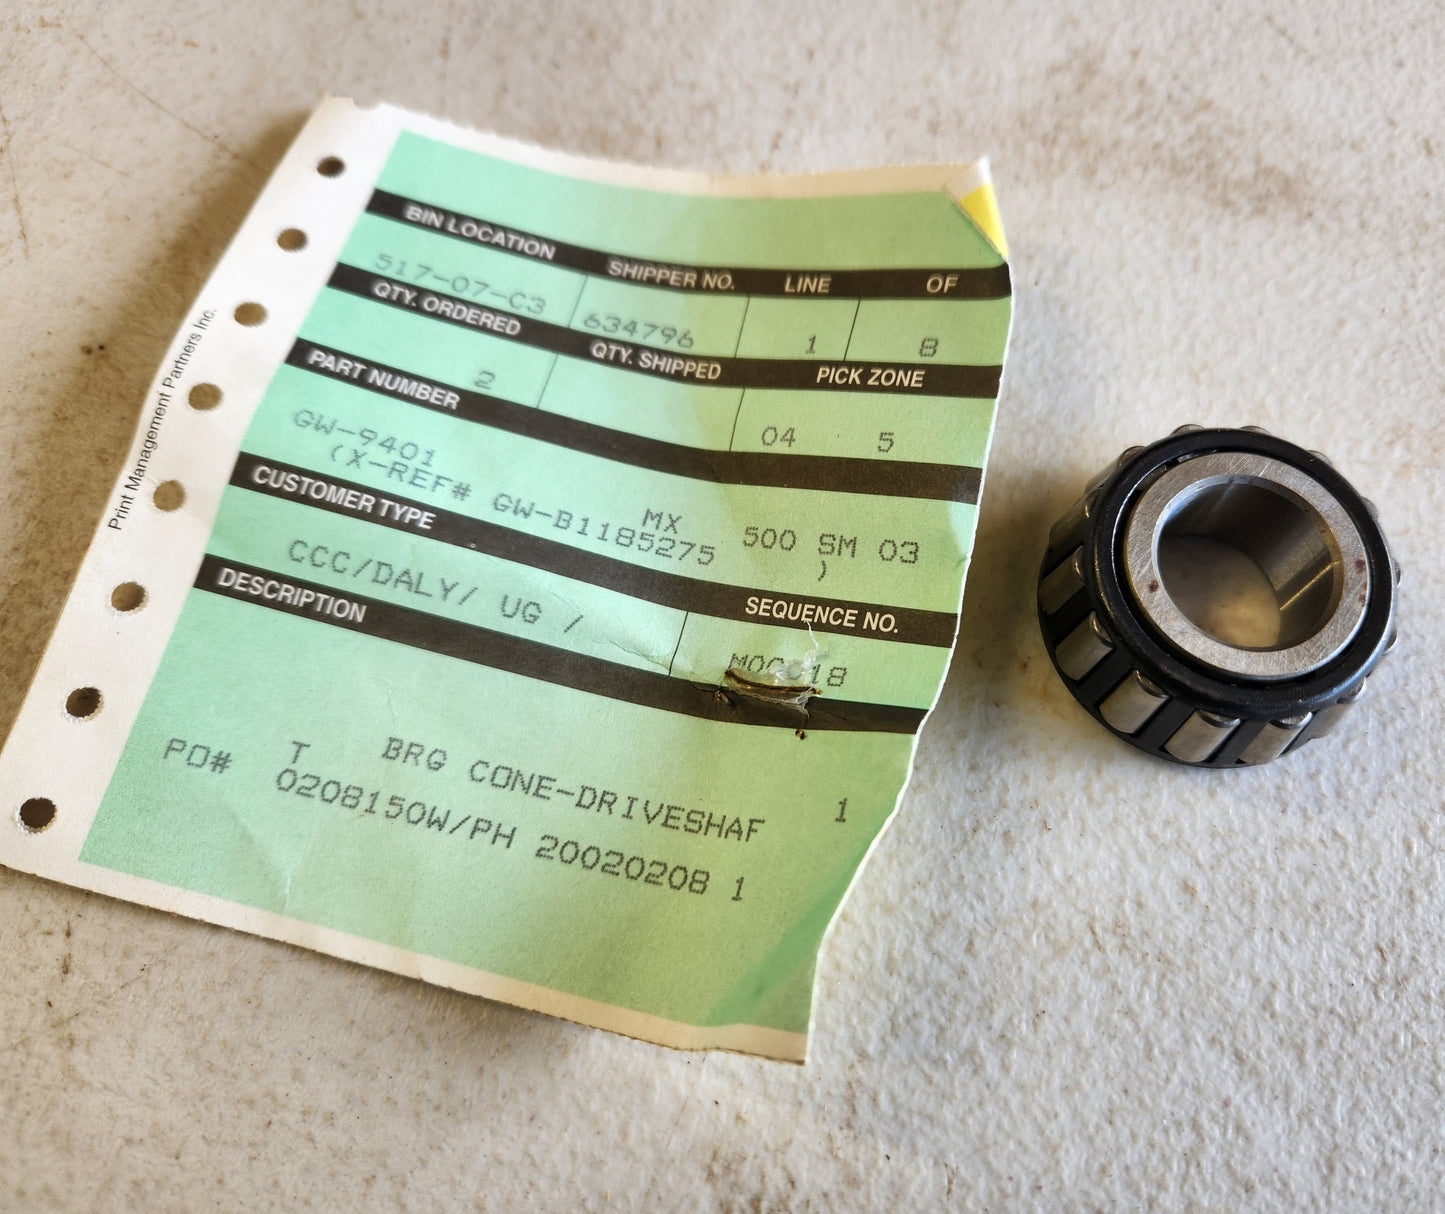 BIN LOCATION SHIPPER NO. LINE OF
517-07-C3 634796 1 8
QTY. ORDERED QTY. SHIPPED PICK ZONE
2 04 5
PART NUMBER
GW-9401 MX 500 SM 03
(X-REF# GW-B1185275 )
CUSTOMER TYPE SEQUENCE NO.
CCC/DALY/ UG /
DESCRIPTION
T BRG CONE-DRIVESHAF 1
PO# 0208150W/PH 20020208 1
Print Management Partners Inc.